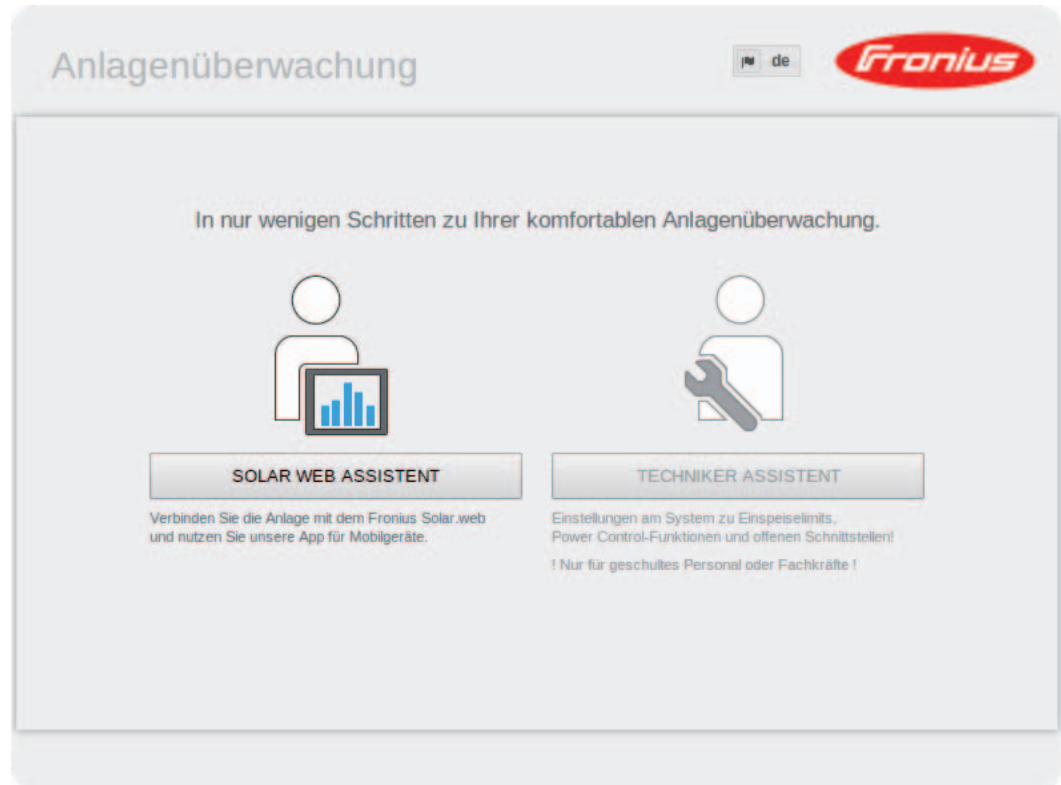 Anlagenüberwachung
de
Fronius
In nur wenigen Schritten zu Ihrer komfortablen Anlagenüberwachung.
SOLAR WEB ASSISTENT
Verbinden Sie die Anlage mit dem Fronius Solar.web
und nutzen Sie unsere App für Mobilgeräte.
TECHNIKER ASSISTENT
Einstellungen am System zu Einspeiselimits,
Power Control-Funktionen und offenen Schnittstellen!
! Nur für geschultes Personal oder Fachkräfte !